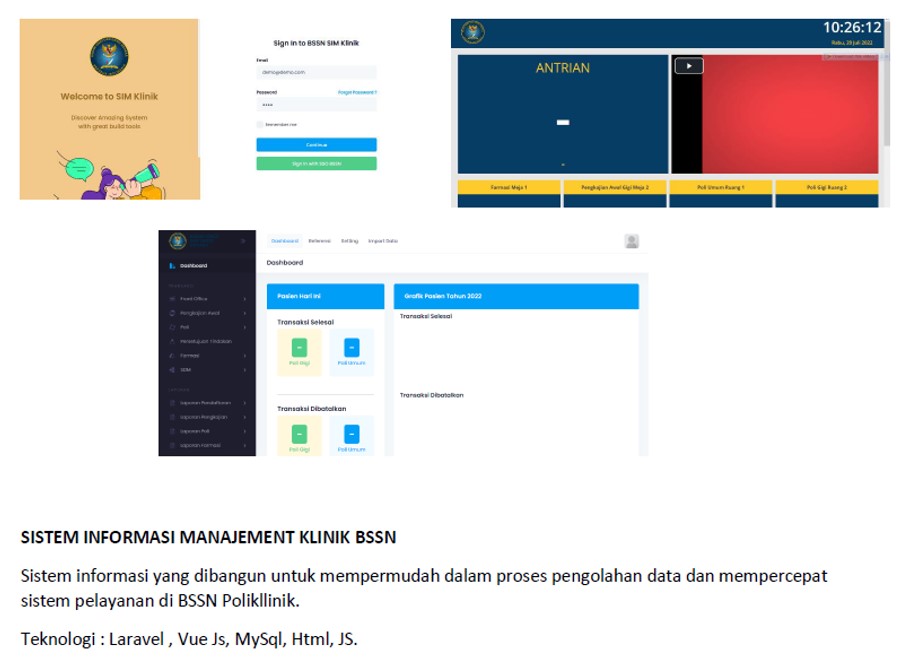 Welcome to SIM Klinik
Discover Amazing System
with great build tools
Sign In to BSSN SIM Klinik
Email
demo@demo.com
Password
Forgot Password ?
Remember me
Continue
Sign in with SSO BSSN
10:26:12
ANTRIAN
-
Farmasi Meja 1
Pengkajian Awal Gigi Meja 2
Poli Umum Ruang 1
Poli Gigi Ruang 2
Dashboard
Referensi
Setting
Import Data
Dashboard
Dashboard
Front Office
Pengkajian Awal
Poli
Persetujuan Tindakan
Farmasi
SDM
Laporan Pendaftaran
Laporan Pengkajian
Laporan Poli
Laporan Farmasi
Pasien Hari Ini
Transaksi Selesai
-
-
Poli Gigi
Poli Umum
Transaksi Dibatalkan
-
-
Poli Gigi
Poli Umum
Grafik Pasien Tahun 2022
Transaksi Selesai
Transaksi Dibatalkan
SISTEM INFORMASI MANAJEMENT KLINIK BSSN
Sistem informasi yang dibangun untuk mempermudah dalam proses pengolahan data dan mempercepat
sistem pelayanan di BSSN Polikllinik.
Teknologi : Laravel , Vue Js, MySql, Html, JS.